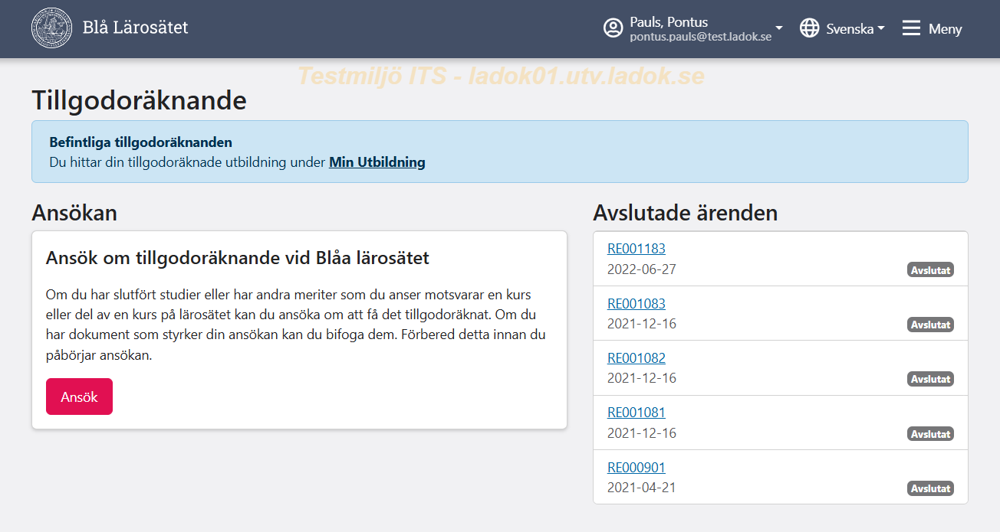 Blå Lärosätet
Pauls, Pontus
pontus.pauls@test.ladok.se
Svenska
Meny
Testmiljö ITS - ladok01.utv.ladok.se
Tillgodoräknande
Befintliga tillgodoräknanden
Du hittar din tillgodoräknade utbildning under Min Utbildning
Ansökan
Ansök om tillgodoräknande vid Blåa lärosätet
Om du har slutfört studier eller har andra meriter som du anser motsvarar en kurs
eller del av en kurs på lärosätet kan du ansöka om att få det tillgodoräknat. Om du
har dokument som styrker din ansökan kan du bifoga dem. Förbered detta innan du
påbörjar ansökan.
Ansök
Avslutade ärenden
RE001183
2022-06-27
Avslutat
RE001083
2021-12-16
Avslutat
RE001082
2021-12-16
Avslutat
RE001081
2021-12-16
Avslutat
RE000901
2021-04-21
Avslutat